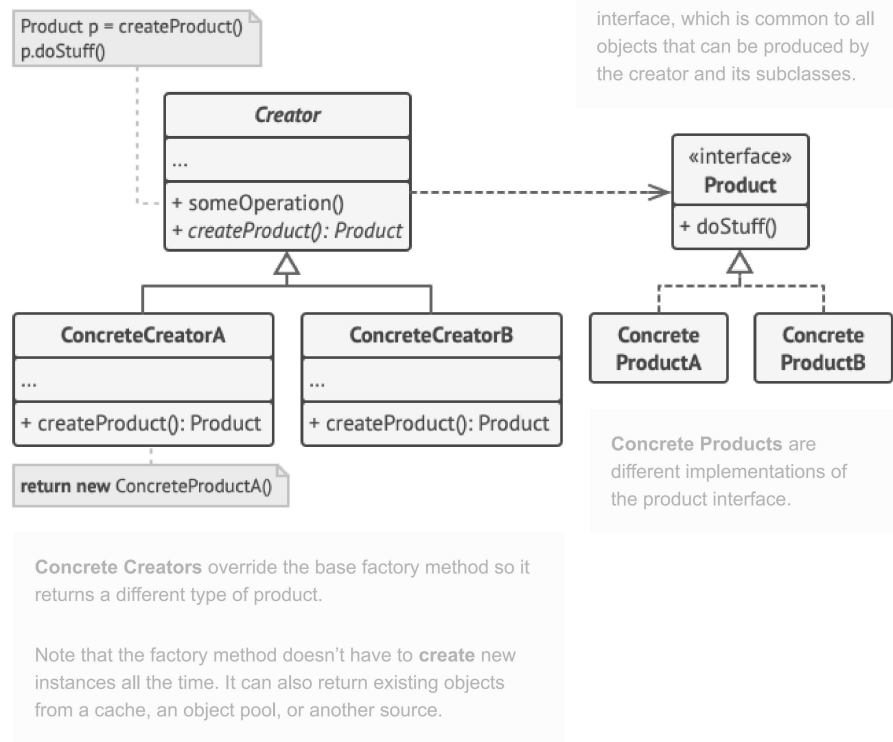 Product p = createProduct()
p.doStuff()
interface, which is common to all
objects that can be produced by
the creator and its subclasses.
Creator
...
+ someOperation()
+ createProduct(): Product
«interface»
Product
+ doStuff()
ConcreteCreatorA
...
+ createProduct(): Product
ConcreteCreatorB
...
+ createProduct(): Product
Concrete
ProductA
Concrete
ProductB
return new ConcreteProductA()
Concrete Products are
different implementations of
the product interface.
Concrete Creators override the base factory method so it
returns a different type of product.
Note that the factory method doesn’t have to create new
instances all the time. It can also return existing objects
from a cache, an object pool, or another source.